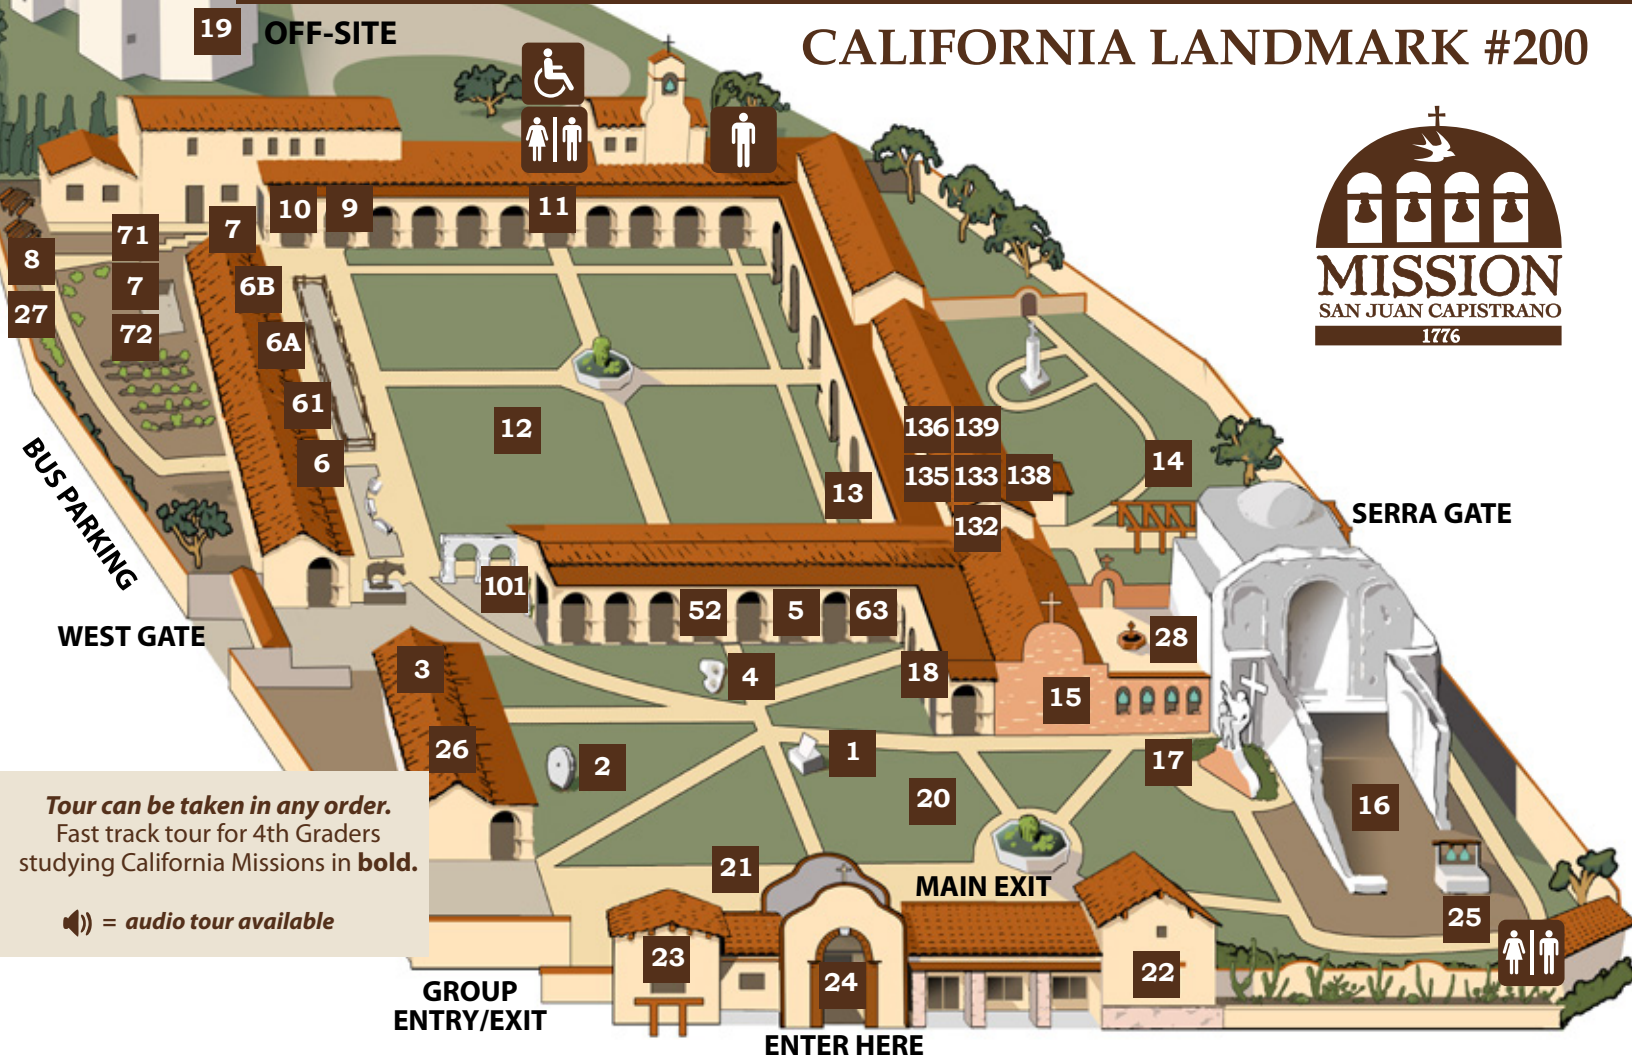 19
OFF-SITE
CALIFORNIA LANDMARK #200
MISSION
SAN JUAN CAPISTRANO
1776
10
9
11
7
71
8
7
6B
27
72
6A
61
12
136
139
6
13
135
133
138
14
132
SERRA GATE
BUS PARKING
WEST GATE
101
52
5
63
28
3
4
18
15
26
2
1
17
20
16
Tour can be taken in any order.
Fast track tour for 4th Graders
studying California Missions in bold.
= audio tour available
21
MAIN EXIT
25
23
24
22
GROUP
ENTRY/EXIT
ENTER HERE